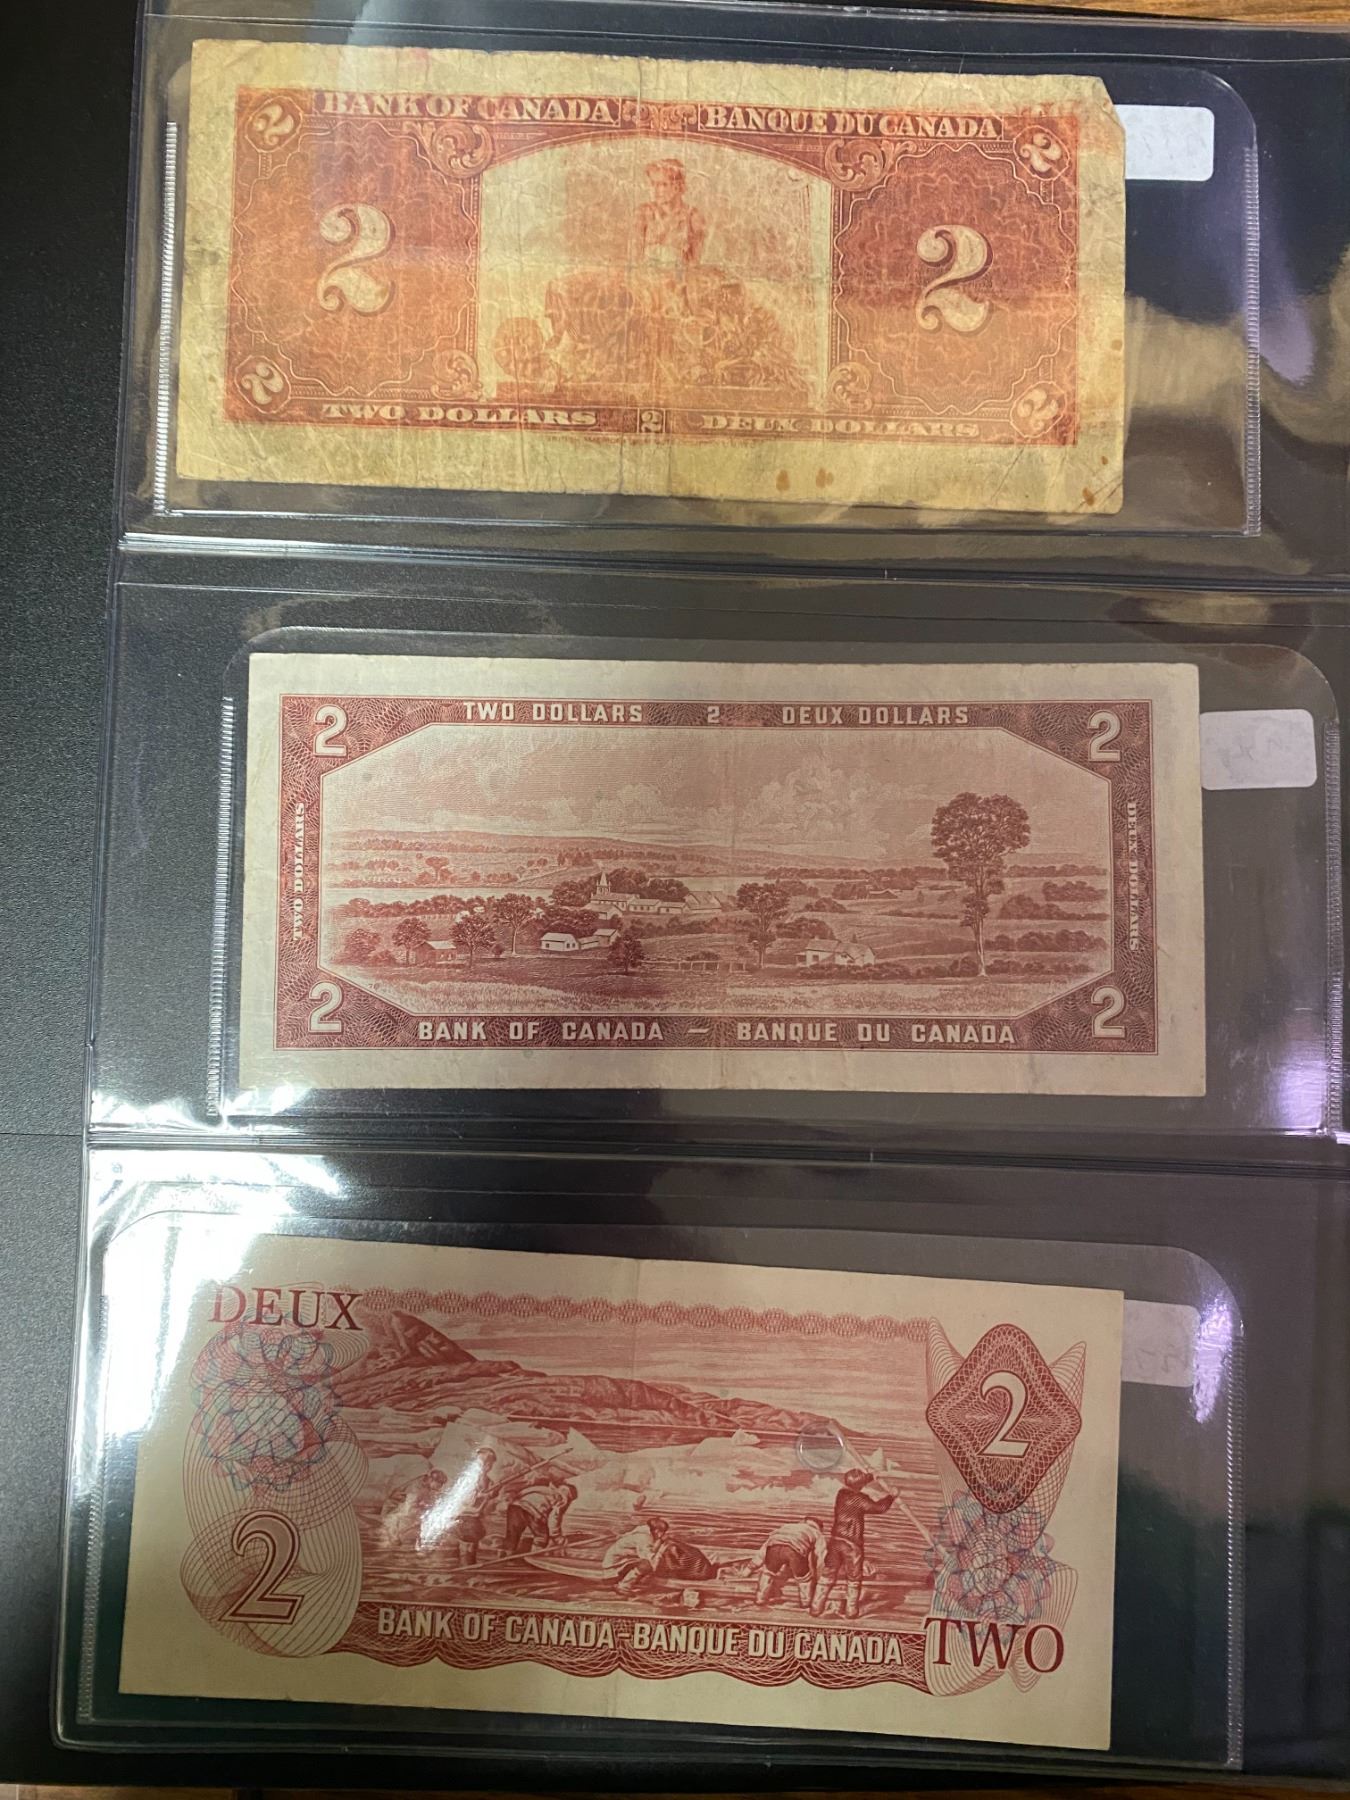 2 BANK OF CANADA BANQUE DU CANADA 2
2 2
2 TWO DOLLARS 2 DEUX DOLLARS 2
2 TWO DOLLARS 2 DEUX DOLLARS 2
TWO DOLLARS
DEUX DOLLARS
2 BANK OF CANADA – BANQUE DU CANADA 2
DEUX
2
2
BANK OF CANADA-BANQUE DU CANADA
TWO